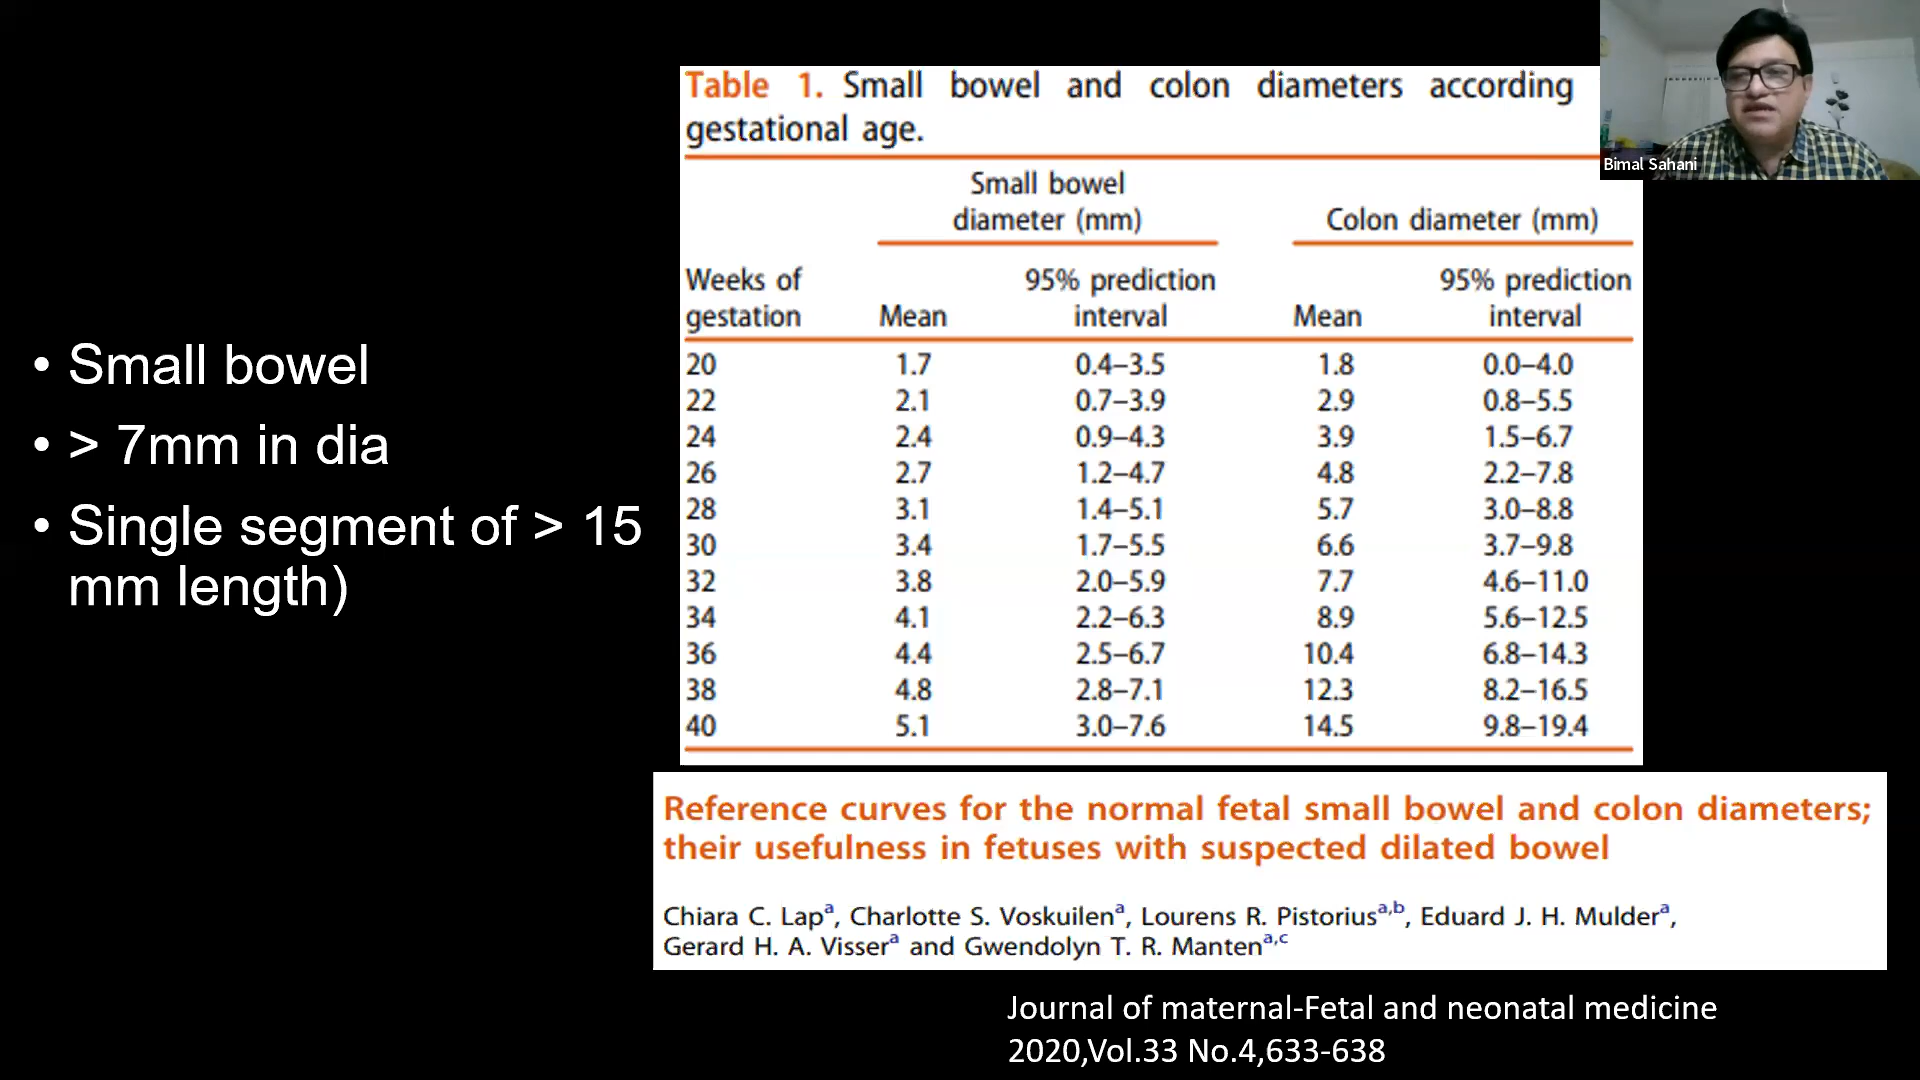 • Small bowel
• > 7mm in dia
• Single segment of > 15
mm length)
Table 1. Small bowel and colon diameters according
gestational age.
Small bowel
diameter (mm) Colon diameter (mm)
Weeks of 95% prediction 95% prediction
gestation Mean interval Mean interval
20 1.7 0.4–3.5 1.8 0.0–4.0
22 2.1 0.7–3.9 2.9 0.8–5.5
24 2.4 0.9–4.3 3.9 1.5–6.7
26 2.7 1.2–4.7 4.8 2.2–7.8
28 3.1 1.4–5.1 5.7 3.0–8.8
30 3.4 1.7–5.5 6.6 3.7–9.8
32 3.8 2.0–5.9 7.7 4.6–11.0
34 4.1 2.2–6.3 8.9 5.6–12.5
36 4.4 2.5–6.7 10.4 6.8–14.3
38 4.8 2.8–7.1 12.3 8.2–16.5
40 5.1 3.0–7.6 14.5 9.8–19.4
Reference curves for the normal fetal small bowel and colon diameters;
their usefulness in fetuses with suspected dilated bowel
Chiara C. Lapa, Charlotte S. Voskuilena, Lourens R. Pistoriusa,b, Eduard J. H. Muldera,
Gerard H. A. Vissera and Gwendolyn T. R. Mantena,c
Journal of maternal-Fetal and neonatal medicine
2020,Vol.33 No.4,633-638
Bimal Sahani